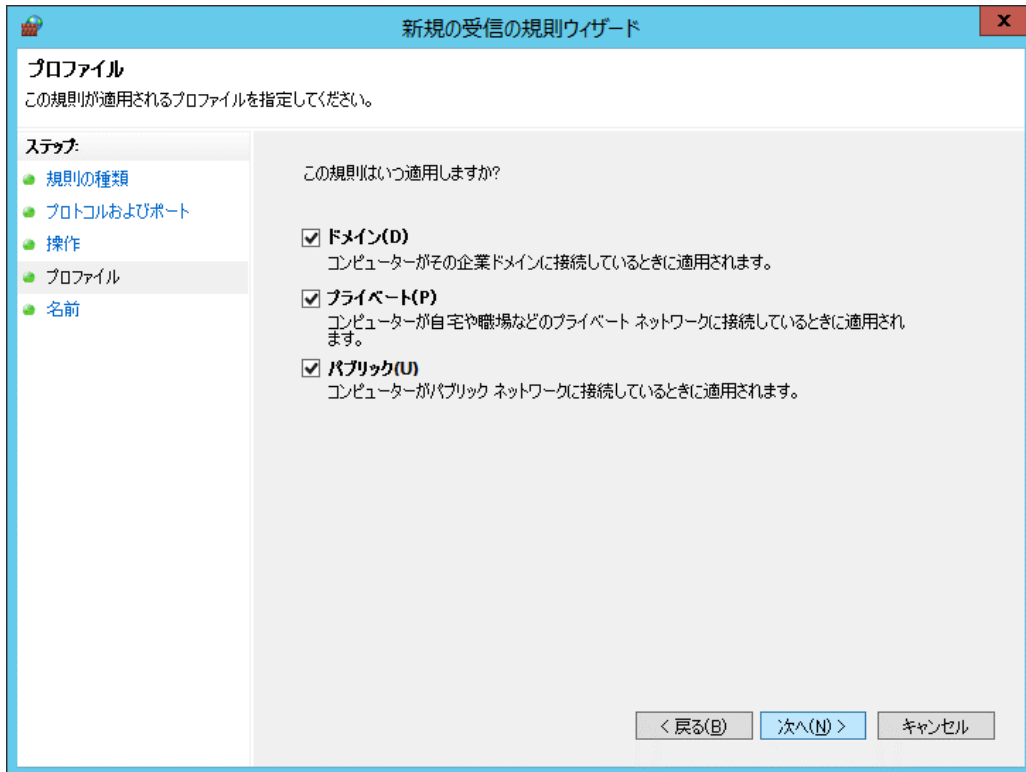 新規の受信の規則ウィザード
x
プロファイル
この規則が適用されるプロファイルを指定してください。
ステップ:
規則の種類
プロトコルおよびポート
操作
プロファイル
名前
この規則はいつ適用しますか?
ドメイン(D)
コンピューターがその企業ドメインに接続しているときに適用されます。
プライベート(P)
コンピューターが自宅や職場などのプライベート ネットワークに接続しているときに適用され
ます。
パブリック(U)
コンピューターがパブリック ネットワークに接続しているときに適用されます。
< 戻る(B)
次へ(N) >
キャンセル